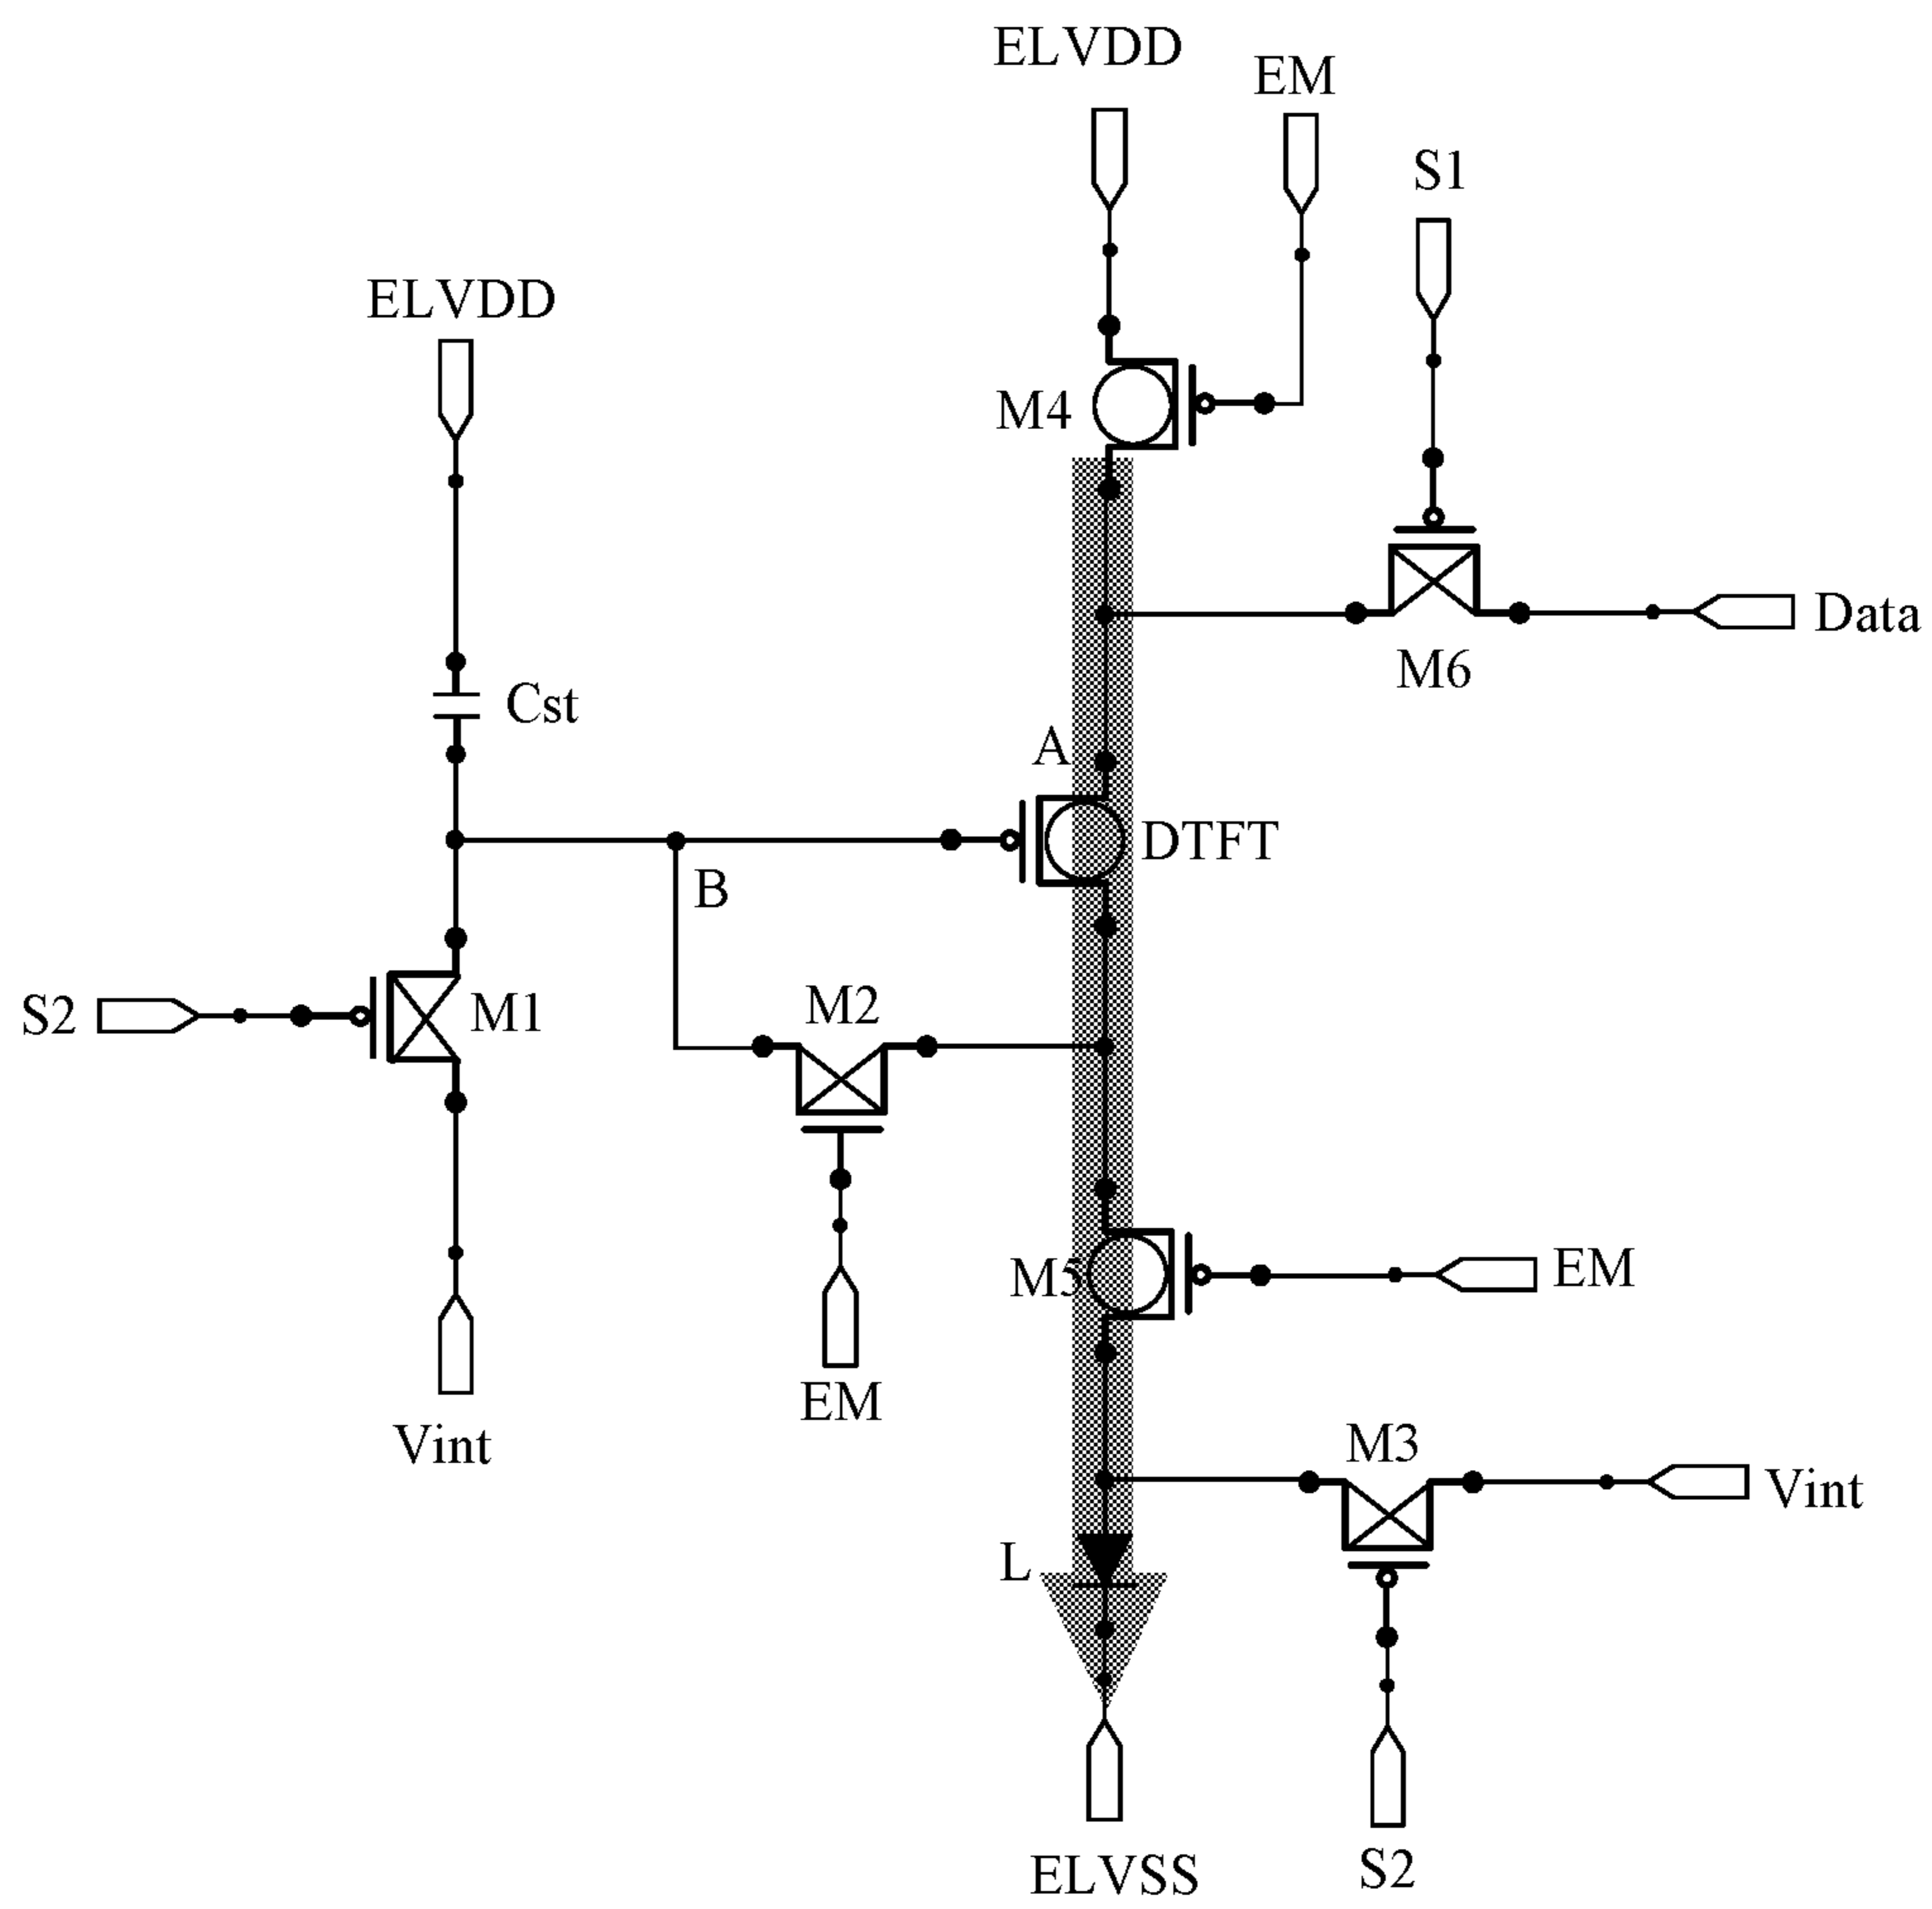 ELVDD
EM
S1
ELVDD
M4
Data
M6
Cst
A
DTFT
B
M2
S2
M1
M5
EM
EM
Vint
M3
Vint
L
ELVSS
S2